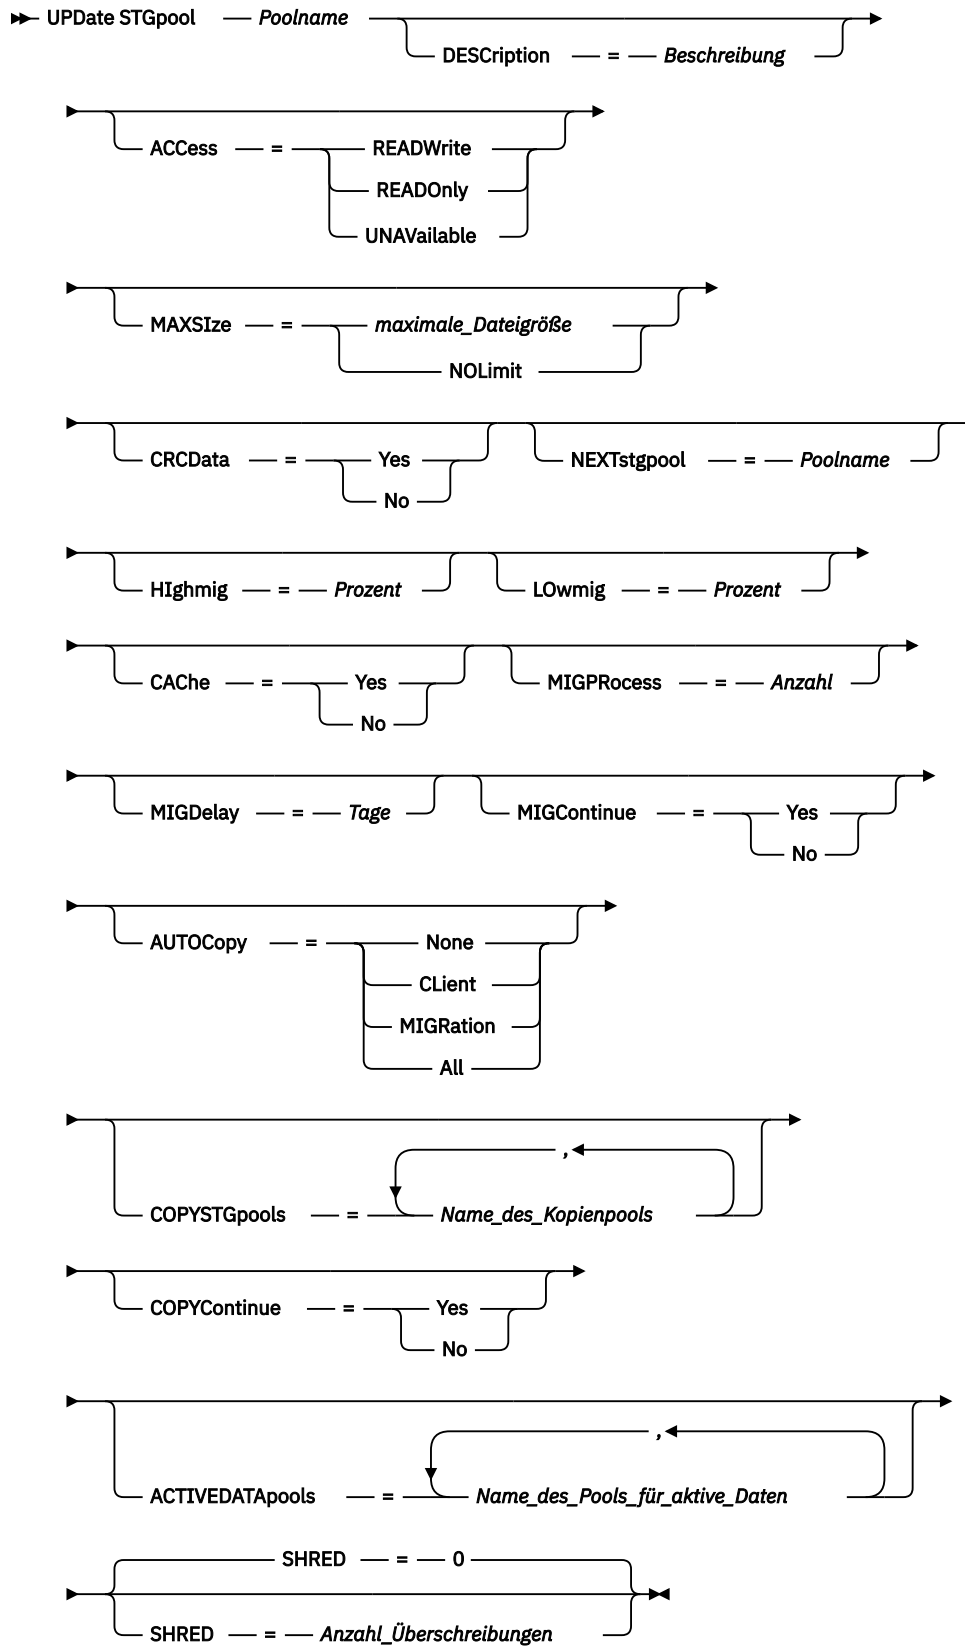 UPDate STGpool Poolname
DESCription = Beschreibung
ACCess = READWrite
READOnly
UNAVailable
MAXSIze = maximale_Dateigröße
NOLimit
CRCData = Yes
No
NEXTstgpool = Poolname
HIghmig = Prozent
LOwmig = Prozent
CAChe = Yes
No
MIGPRocess = Anzahl
MIGDelay = Tage
MIGContinue = Yes
No
AUTOCopy = None
CLient
MIGRation
All
,
COPYSTGpools = Name_des_Kopienpools
COPYContinue = Yes
No
,
ACTIVEDATApools = Name_des_Pools_für_aktive_Daten
SHRED = 0
SHRED = Anzahl_Überschreibungen